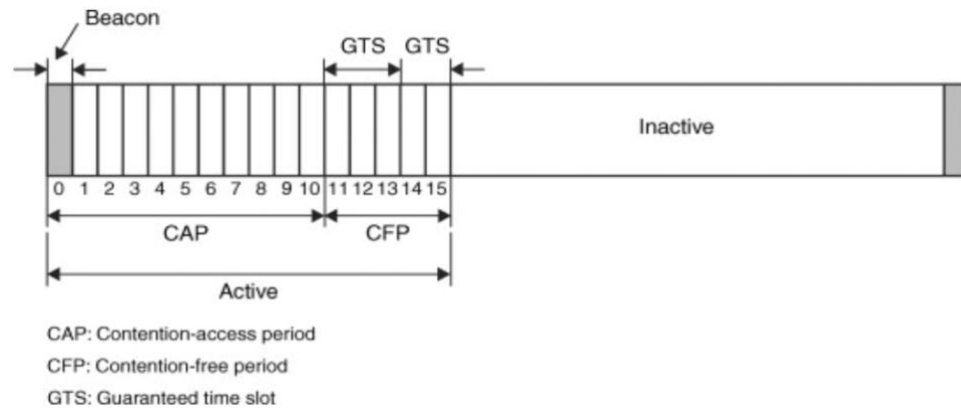 Beacon
GTS GTS
Inactive
0 1 2 3 4 5 6 7 8 9 10 11 12 13 14 15
CAP CFP
Active
CAP: Contention-access period
CFP: Contention-free period
GTS: Guaranteed time slot